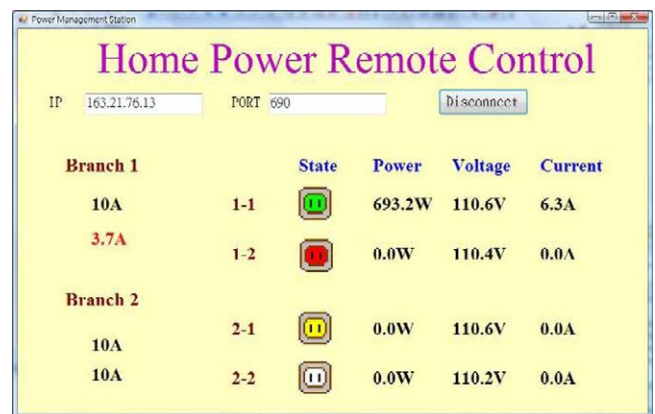 Power Management Station
Home Power Remote Control
IP 163.21.76.13 PORT 690 Disconnect
Branch 1 State Power Voltage Current
10A 1-1 693.2W 110.6V 6.3A
3.7A
1-2 0.0W 110.4V 0.0A
Branch 2
2-1 0.0W 110.6V 0.0A
10A
10A 2-2 0.0W 110.2V 0.0A